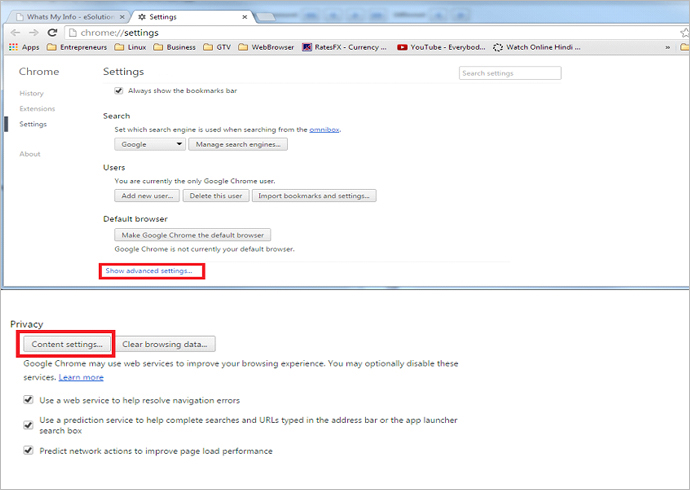 Whats My Info - eSolution
Settings
chrome://settings
Apps Entrepreneurs Linux Business GTV WebBrowser RatesFX - Currency ... YouTube - Everybod... Watch Online Hindi ... »
Chrome
Settings
Search settings
History
Extensions
Settings
About
Always show the bookmarks bar
Search
Set which search engine is used when searching from the omnibox.
Google Manage search engines...
Users
You are currently the only Google Chrome user.
Add new user... Delete this user Import bookmarks and settings...
Default browser
Make Google Chrome the default browser
Google Chrome is not currently your default browser.
Show advanced settings...
Privacy
Content settings... Clear browsing data...
Google Chrome may use web services to improve your browsing experience. You may optionally disable these
services. Learn more
Use a web service to help resolve navigation errors
Use a prediction service to help complete searches and URLs typed in the address bar or the app launcher
search box
Predict network actions to improve page load performance